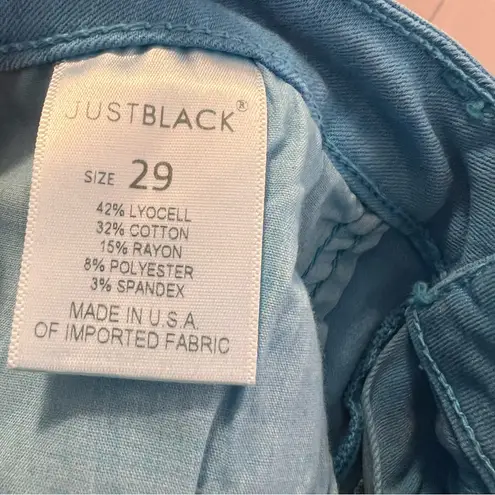 JUSTBLACK®
SIZE 29
42% LYOCELL
32% COTTON
15% RAYON
8% POLYESTER
3% SPANDEX
MADE IN U.S.A.
OF IMPORTED FABRIC